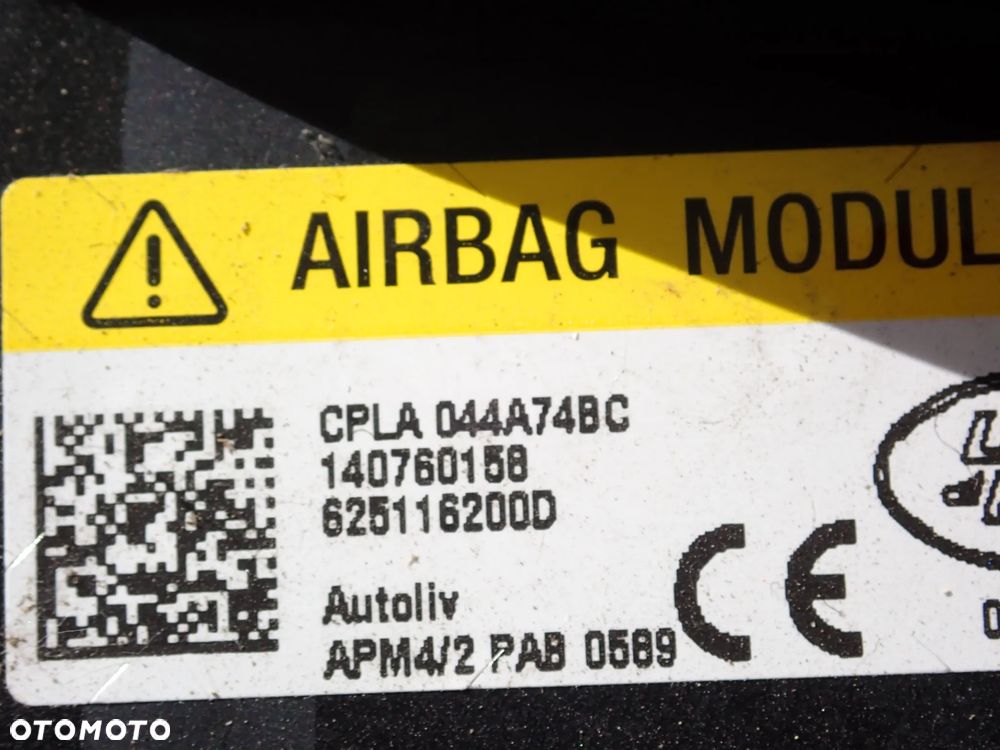 AIRBAG MODUL
CPLA 044A74BC
140760158
625116200D
Autoliv
APM4/2 PAB 0589
CE
OTOMOTO